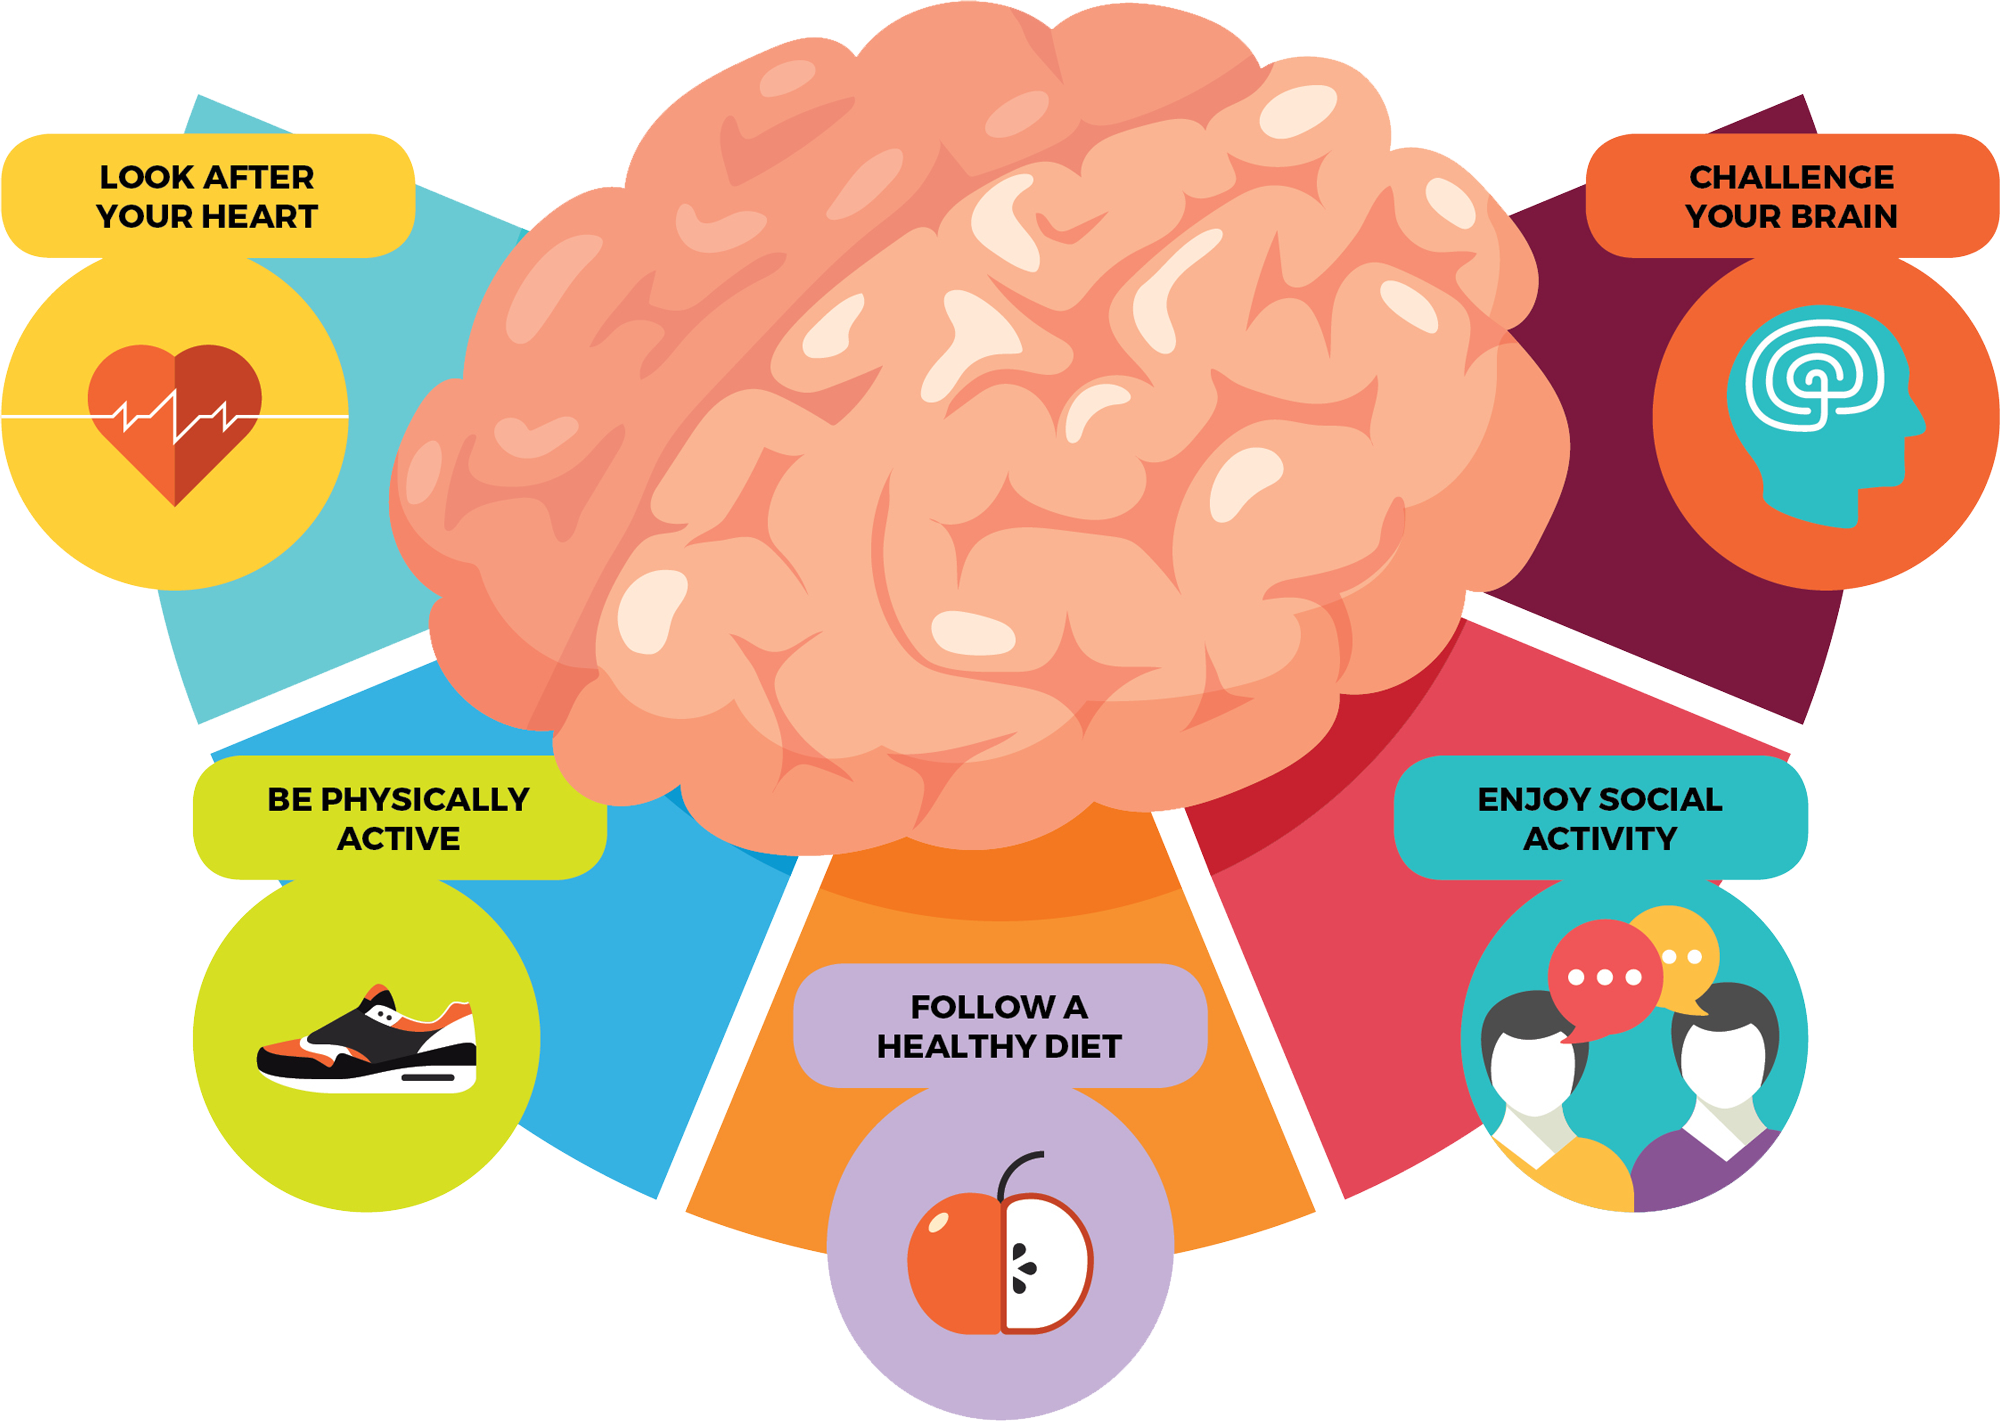 LOOK AFTER
YOUR HEART
CHALLENGE
YOUR BRAIN
BE PHYSICALLY
ACTIVE
ENJOY SOCIAL
ACTIVITY
FOLLOW A
HEALTHY DIET